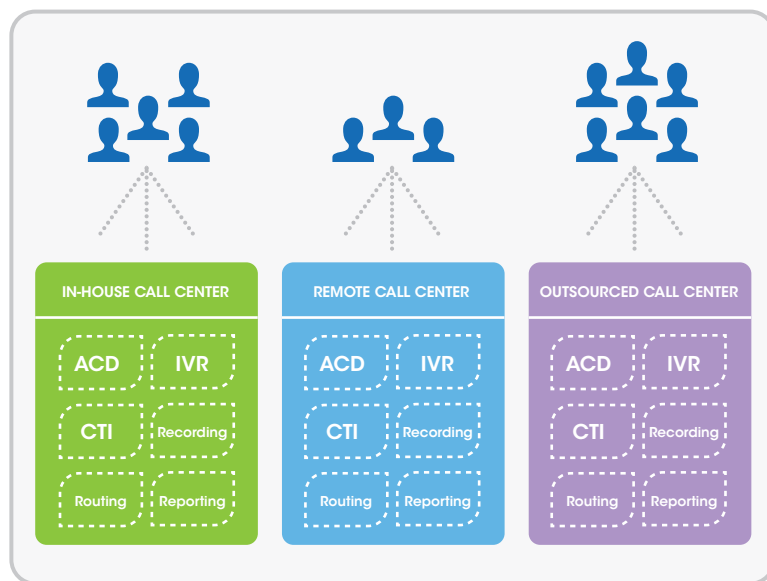 IN-HOUSE CALL CENTER
ACD
IVR
CTI
Recording
Routing
Reporting
REMOTE CALL CENTER
ACD
IVR
CTI
Recording
Routing
Reporting
OUTSOURCED CALL CENTER
ACD
IVR
CTI
Recording
Routing
Reporting